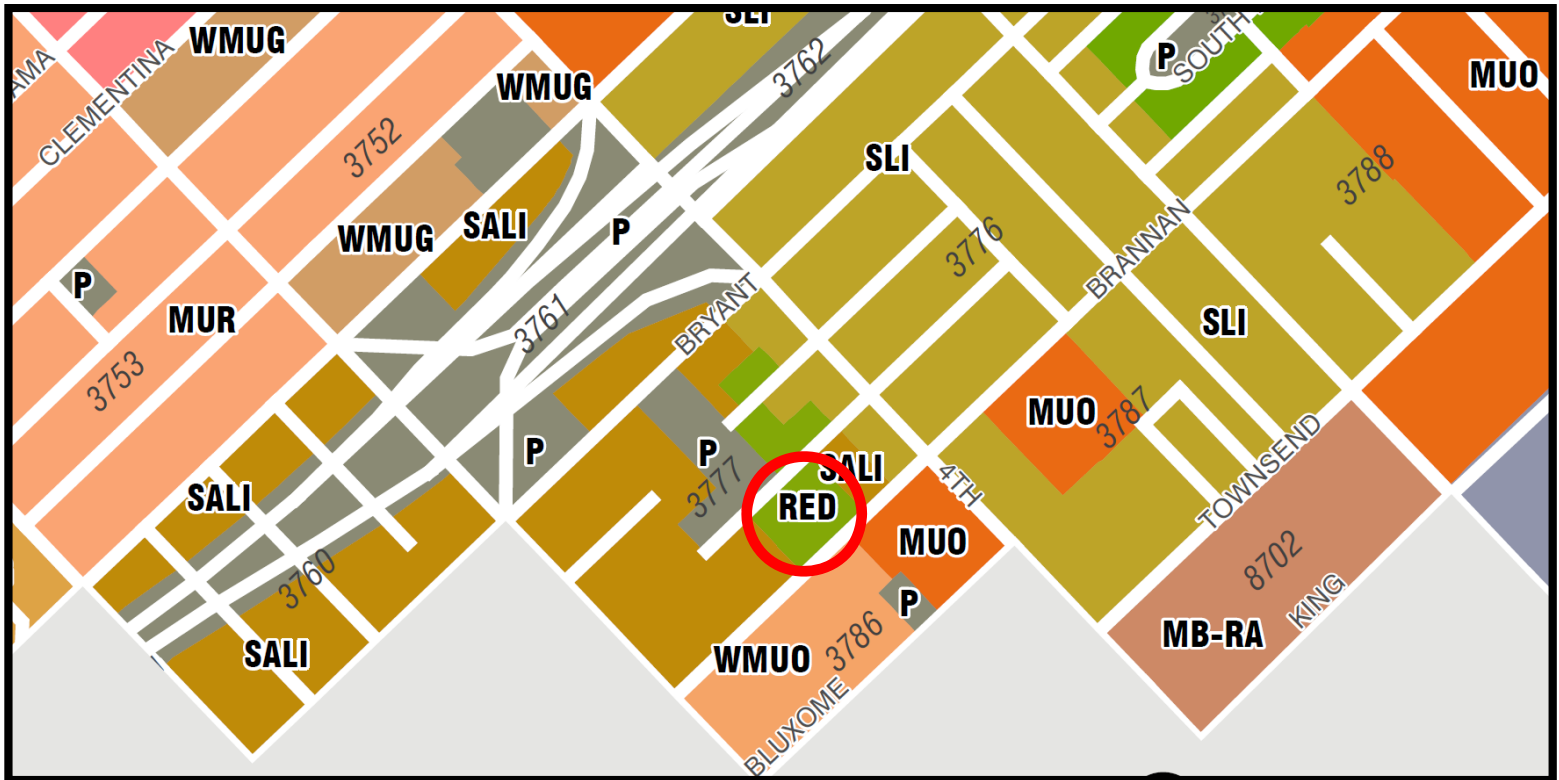 SLI
WMUG
AMA
CLEMENTINA
WMUG
3762
P
SOUTH
MUO
3752
SLI
3788
WMUG
SALI
P
3776
BRANNAN
P
MUR
3761
BRYANT
SLI
3753
MUO
3787
P
P
3777
SALI
RED
4TH
TOWNSEND
SALI
MUO
3760
8702
P
KING
SALI
WMUO
3786
MB-RA
BLUXOME